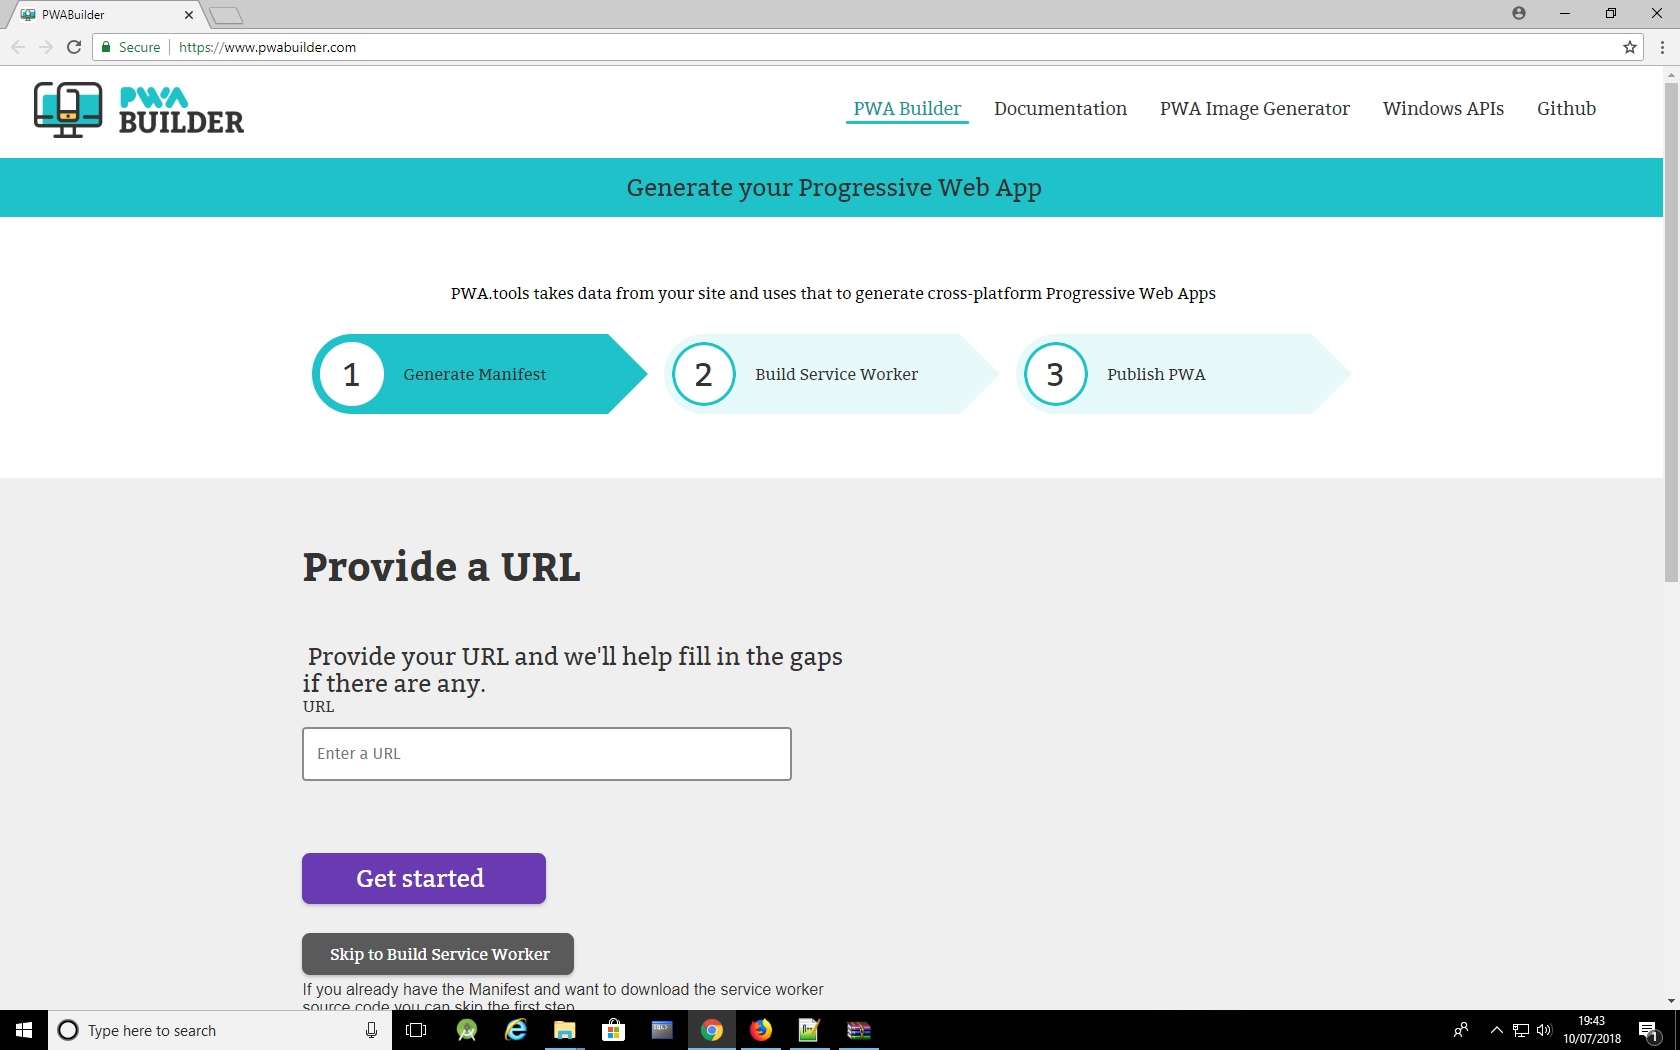 PWABuilder
Secure
https://www.pwabuilder.com
PWA
BUILDER
PWA Builder
Documentation
PWA Image Generator
Windows APIs
Github
Generate your Progressive Web App
PWA.tools takes data from your site and uses that to generate cross-platform Progressive Web Apps
1
Generate Manifest
2
Build Service Worker
3
Publish PWA
Provide a URL
Provide your URL and we'll help fill in the gaps
if there are any.
URL
Enter a URL
Get started
Skip to Build Service Worker
If you already have the Manifest and want to download the service worker
source code you can skip the first step
Type here to search
SQL>
19:43
10/07/2018
1